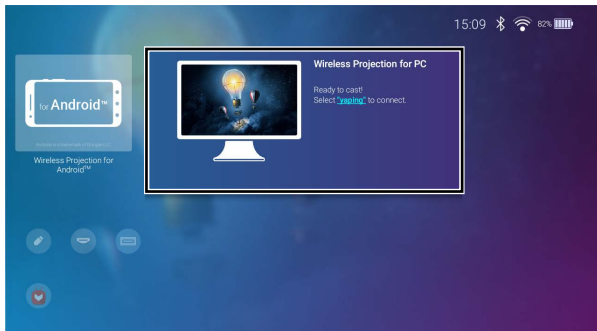 15:09 82%
Wireless Projection for PC
Ready to cast!
Select "yaping" to connect.
for Android™
Wireless Projection for
Android™